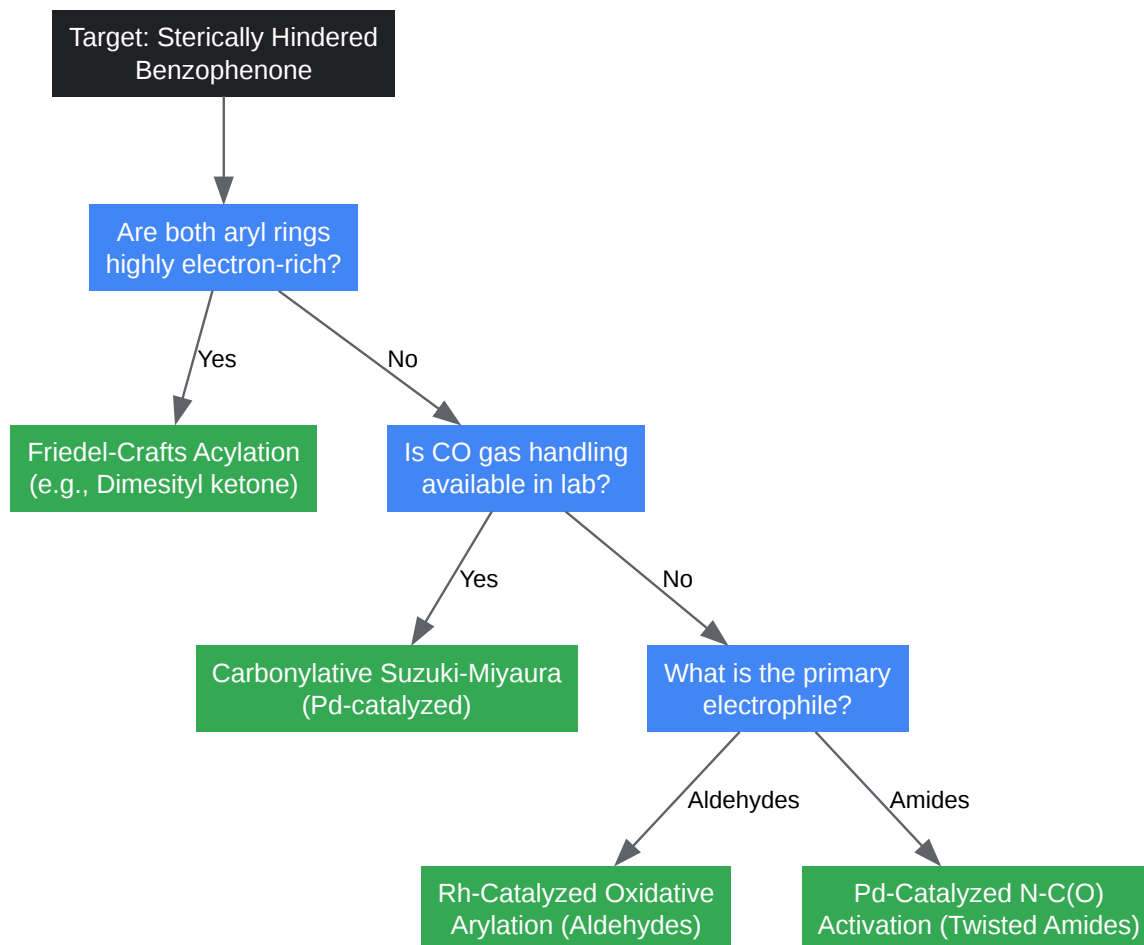 Target: Sterically Hindered
Benzophenone
Are both aryl rings
highly electron-rich?
Yes
No
Friedel-Crafts Acylation
(e.g., Dimesityl ketone)
Is CO gas handling
available in lab?
Yes
No
Carbonylative Suzuki-Miyaura
(Pd-catalyzed)
What is the primary
electrophile?
Aldehydes
Amides
Rh-Catalyzed Oxidative
Arylation (Aldehydes)
Pd-Catalyzed N-C(O)
Activation (Twisted Amides)